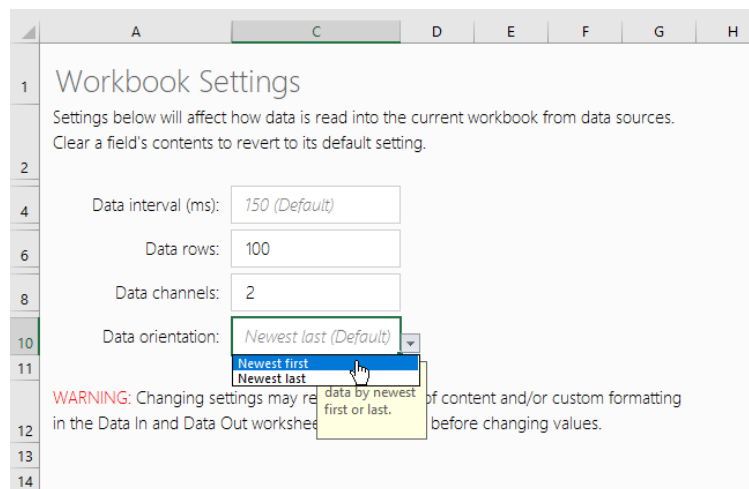 A B C D E F G H
1 Workbook Settings
Settings below will affect how data is read into the current workbook from data sources.
2 Clear a field's contents to revert to its default setting.
4 Data interval (ms): 150 (Default)
6 Data rows: 100
8 Data channels: 2
10 Data orientation: Newest last (Default)
11 Newest first
Newest last
data by newest
first or last.
WARNING: Changing settings may of content and/or custom formatting
12 in the Data In and Data Out before changing values.
13
14